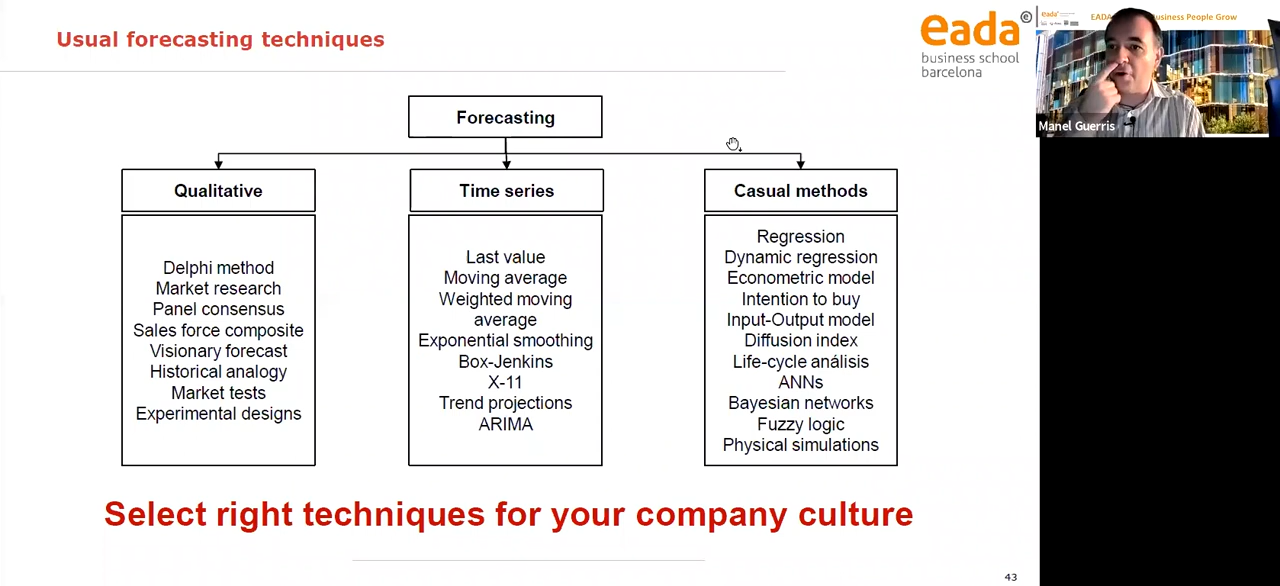 Usual forecasting techniques
eada
business school
barcelona
EADA
usiness People Grow
Manel Guerris
Forecasting
Qualitative
Delphi method
Market research
Panel consensus
Sales force composite
Visionary forecast
Historical analogy
Market tests
Experimental designs
Time series
Last value
Moving average
Weighted moving
average
Exponential smoothing
Box-Jenkins
X-11
Trend projections
ARIMA
Casual methods
Regression
Dynamic regression
Econometric model
Intention to buy
Input-Output model
Diffusion index
Life-cycle análisis
ANNs
Bayesian networks
Fuzzy logic
Physical simulations
Select right techniques for your company culture
43